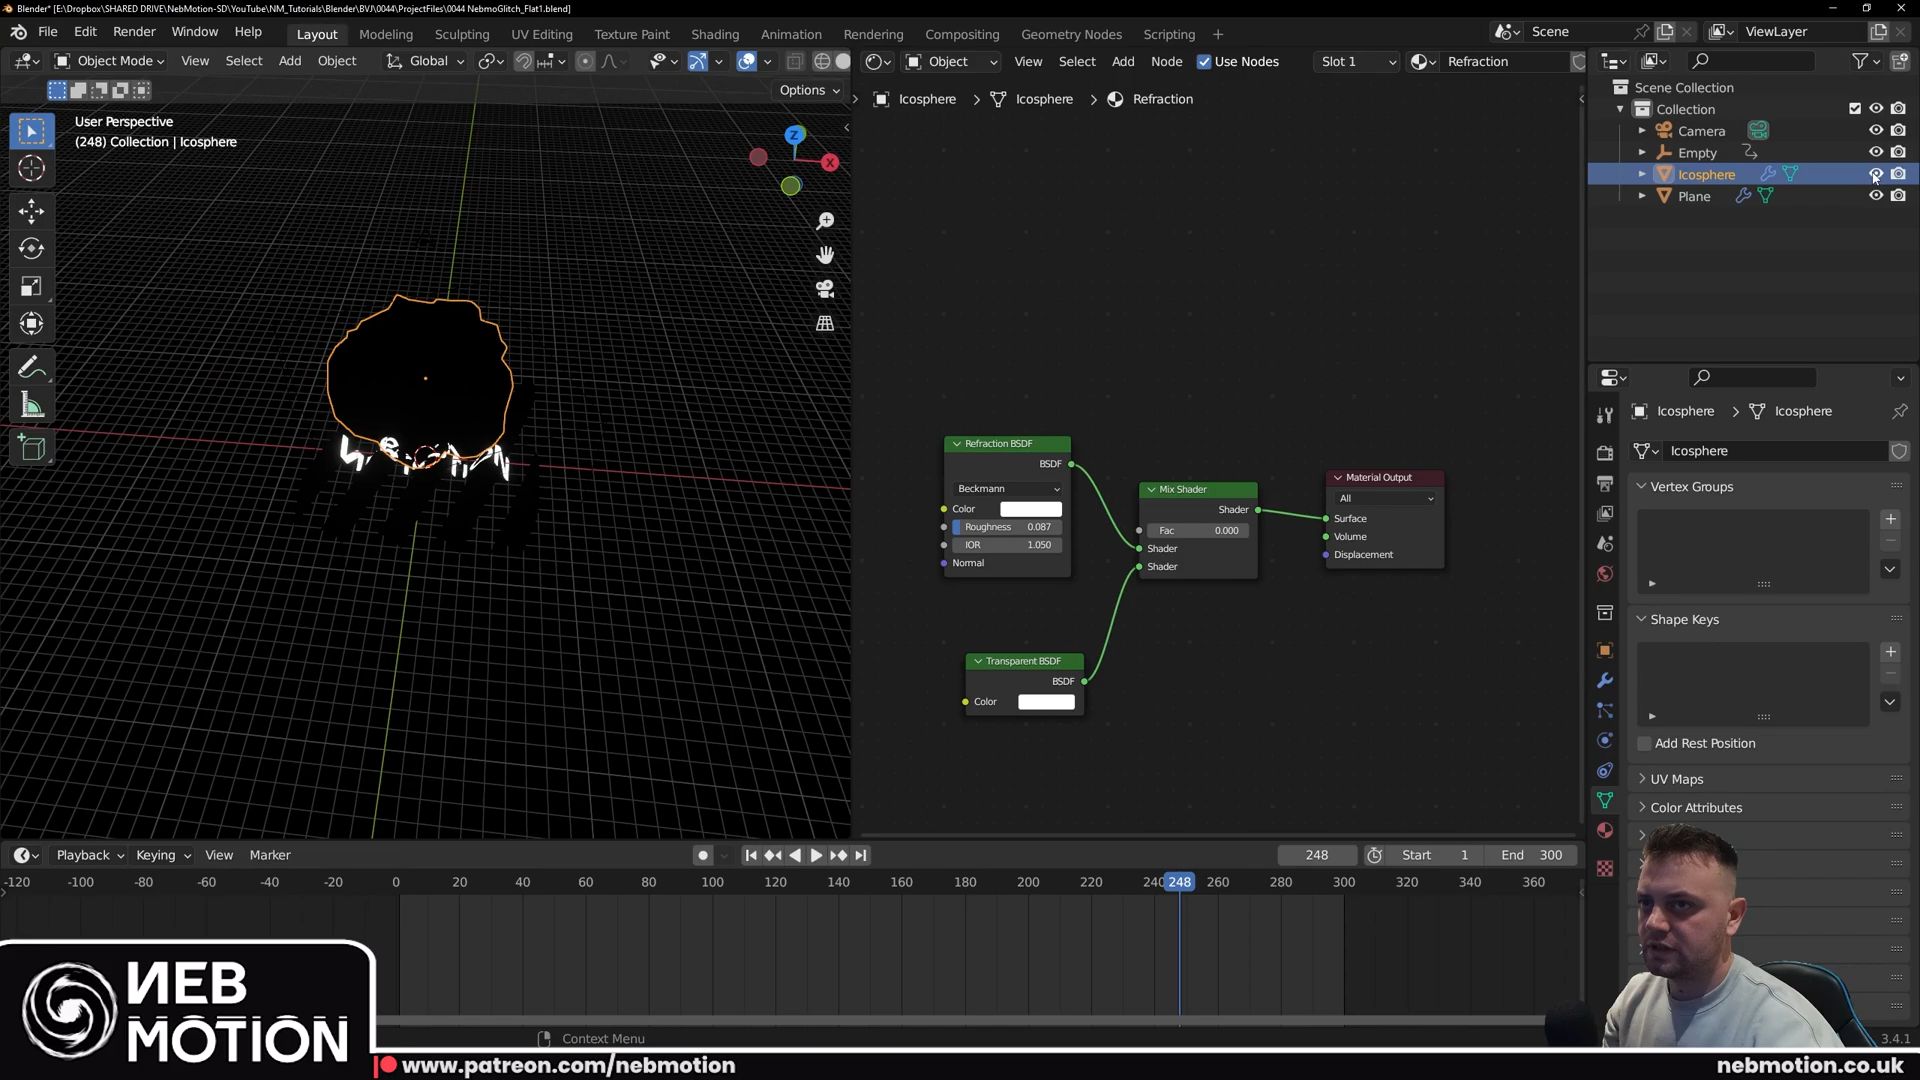 Blender* [E:\Dropbox\SHARED DRIVE\NebMotion-SD\YouTube\NM_Tutorials\Blender\BVJ\0044\ProjectFiles\0044 NebmoGlitch_Flat1.blend]
File Edit Render Window Help Layout Modeling Sculpting UV Editing Texture Paint Shading Animation Rendering Compositing Geometry Nodes Scripting + Scene ViewLayer
Object Mode View Select Add Object Global
Object View Select Add Node Use Nodes Slot 1 Refraction
Options
Icosphere > Icosphere > Refraction
User Perspective
(248) Collection | Icosphere
Z
X
Scene Collection
Collection
Camera
Empty
Icosphere
Plane
Refraction BSDF
BSDF
Beckmann
Color
Roughness 0.087
IOR 1.050
Normal
Mix Shader
Shader
Fac 0.000
Shader
Shader
Material Output
All
Surface
Volume
Displacement
Transparent BSDF
BSDF
Color
Icosphere > Icosphere
Icosphere
Vertex Groups
Shape Keys
Add Rest Position
UV Maps
Color Attributes
Playback Keying View Marker 248 Start 1 End 300
-120 -100 -80 -60 -40 -20 0 20 40 60 80 100 120 140 160 180 200 220 240 248 260 280 300 320 340 360
Context Menu
3.4.1
NEB
MOTION
www.patreon.com/nebmotion
nebmotion.co.uk